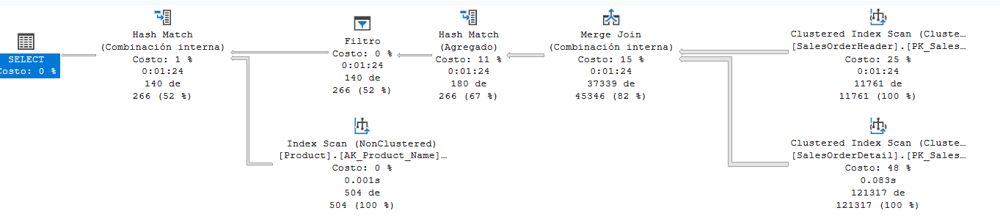 SELECT
Costo: 0 %
Hash Match
(Combinación interna)
Costo: 1 %
0:01:24
140 de
266 (52 %)
Filtro
Costo: 0 %
0:01:24
140 de
266 (52 %)
Hash Match
(Agregado)
Costo: 11 %
0:01:24
180 de
266 (67 %)
Merge Join
(Combinación interna)
Costo: 15 %
0:01:24
37339 de
45346 (82 %)
Clustered Index Scan (Cluste…
[SalesOrderHeader].[PK_Sales…
Costo: 25 %
0:01:24
11761 de
11761 (100 %)
Index Scan (NonClustered)
[Product].[AK_Product_Name]…
Costo: 0 %
0.001s
504 de
504 (100 %)
Clustered Index Scan (Cluste…
[SalesOrderDetail].[PK_Sales…
Costo: 48 %
0.083s
121317 de
121317 (100 %)